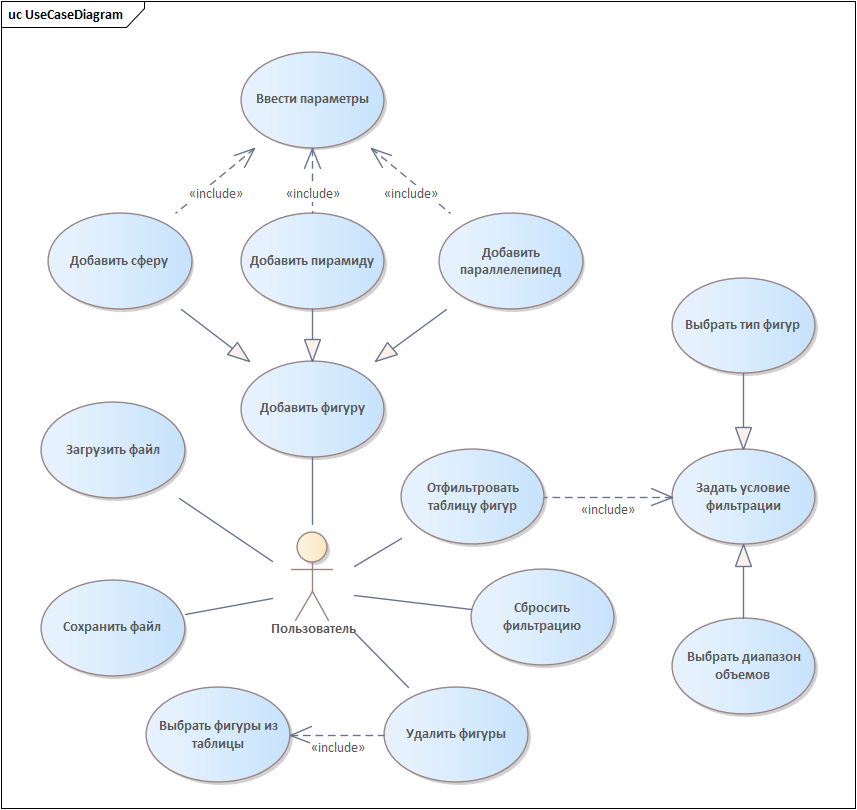 uc UseCaseDiagram
Ввести параметры
«include»
«include»
«include»
Добавить сферу
Добавить пирамиду
Добавить
параллелепипед
Выбрать тип фигур
Добавить фигуру
Загрузить файл
Отфильтровать
таблицу фигур
«include»
Задать условие
фильтрации
Сохранить файл
Пользователь
Сбросить
фильтрацию
Выбрать диапазон
объемов
Выбрать фигуры из
таблицы
«include»
Удалить фигуры